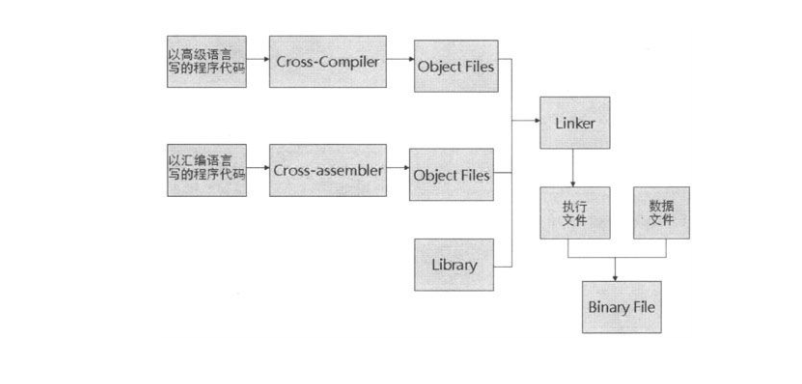 以高级语言
写的程序代码
Cross-Compiler
Object Files
Linker
以汇编语言
写的程序代码
Cross-assembler
Object Files
执行
文件
数据
文件
Library
Binary File